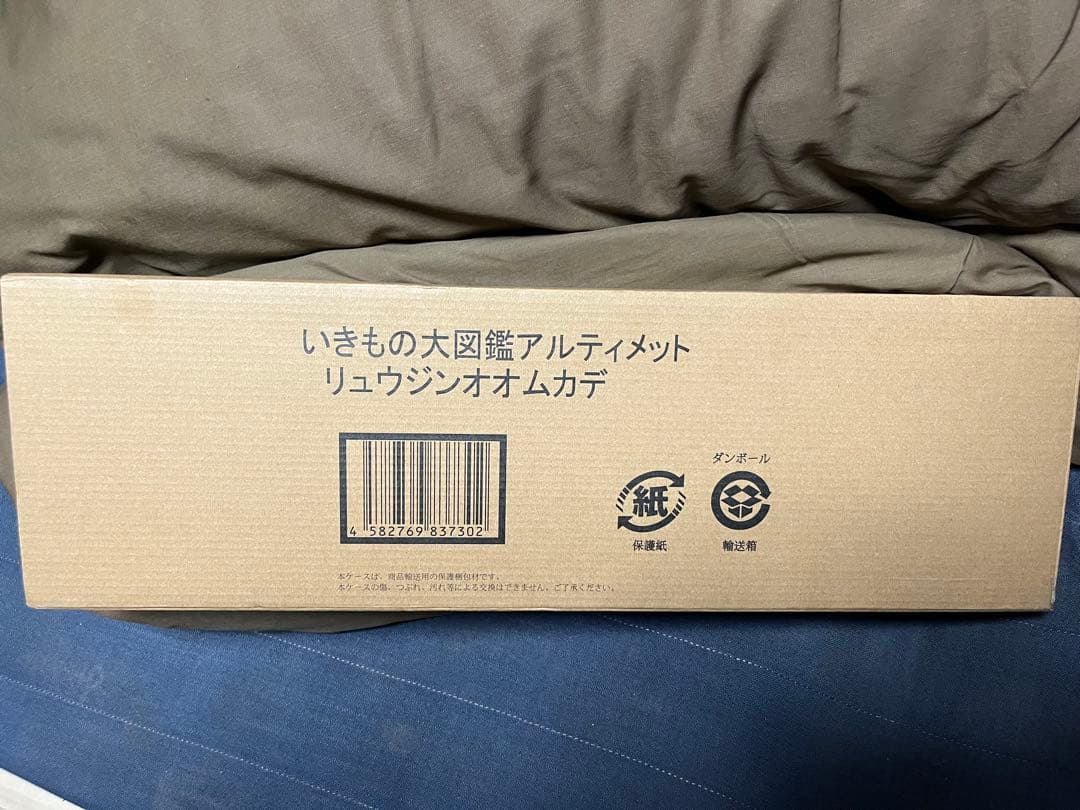 いきもの大図鑑アルティメット
リュウジンオオムカデ
4 582769 837302
ダンボール
紙
保護紙
輸送箱
本ケースは、商品輸送用の保護梱包材です。
本ケースの傷、つぶれ、汚れ等による交換はできません。ご了承ください。